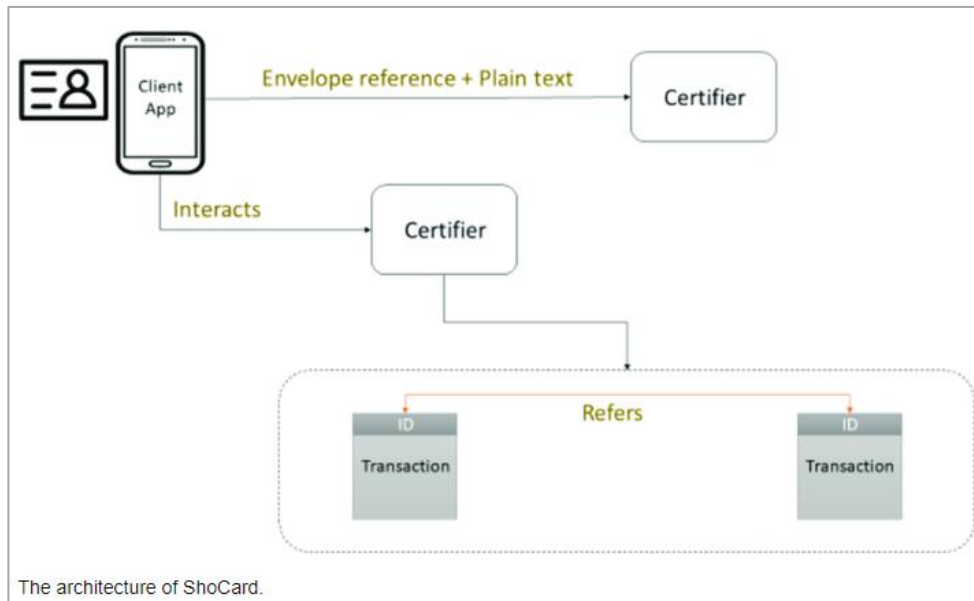 Client
App
Envelope reference + Plain text
Certifier
Interacts
Certifier
Refers
ID
ID
Transaction
Transaction
The architecture of ShoCard.